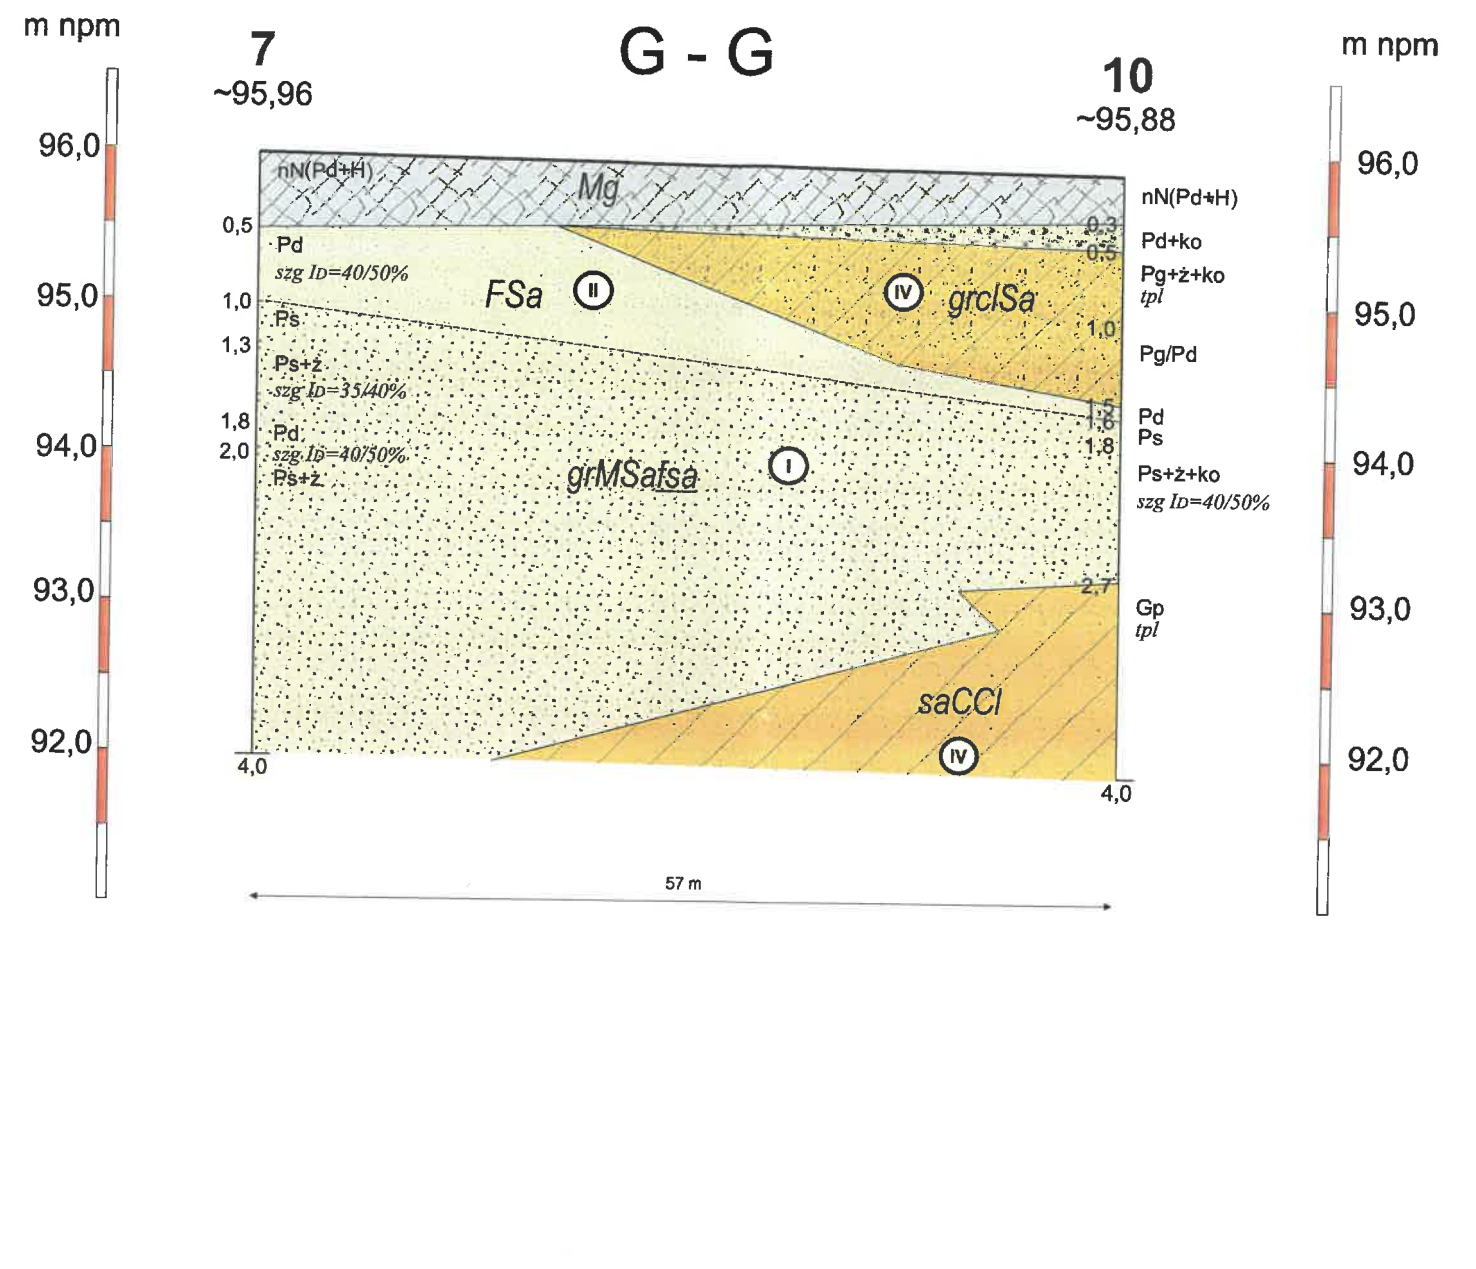 m npm
7
~95,96
G - G
10
~95,88
m npm
96,0
95,0
94,0
93,0
92,0
0,5
1,0
1,3
1,8
2,0
4,0
nN(Pd+H)
Pd
szg ID=40/50%
Ps
Ps+ż
szg ID=35/40%
Pd
szg ID=40/50%
Ps+ż
Mg
FSa
II
IV
grclSa
grMSafsa
I
saCCl
IV
0,3
0,5
1,0
1,5
1,6
1,8
2,7
4,0
nN(Pd+H)
Pd+ko
Pg+ż+ko
tpl
Pg/Pd
Pd
Ps
Ps+ż+ko
szg ID=40/50%
Gp
tpl
96,0
95,0
94,0
93,0
92,0
57 m